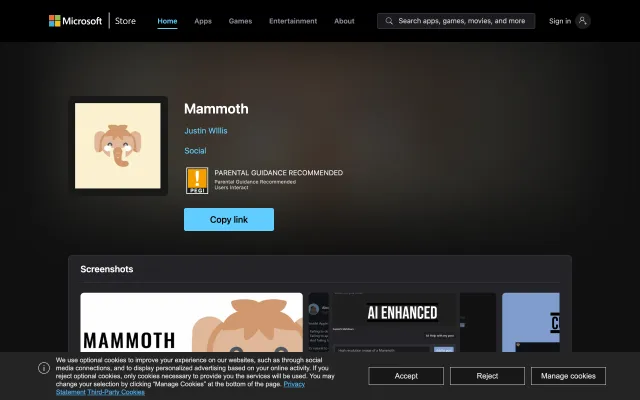 Microsoft Store Home Apps Games Entertainment About Search apps, games, movies, and more Sign in
Mammoth
Justin Willis
Social
PEGI
PARENTAL GUIDANCE RECOMMENDED
Parental Guidance Recommended
Users Interact
Copy link
Screenshots
MAMMOTH
AI ENHANCED
We use optional cookies to improve your experience on our websites, such as through social
media connections, and to display personalized advertising based on your online activity. If you
reject optional cookies, only cookies necessary to provide you the services will be used. You may
change your selection by clicking "Manage Cookies" at the bottom of the page. Privacy
Statement Third-Party Cookies
Accept Reject Manage cookies